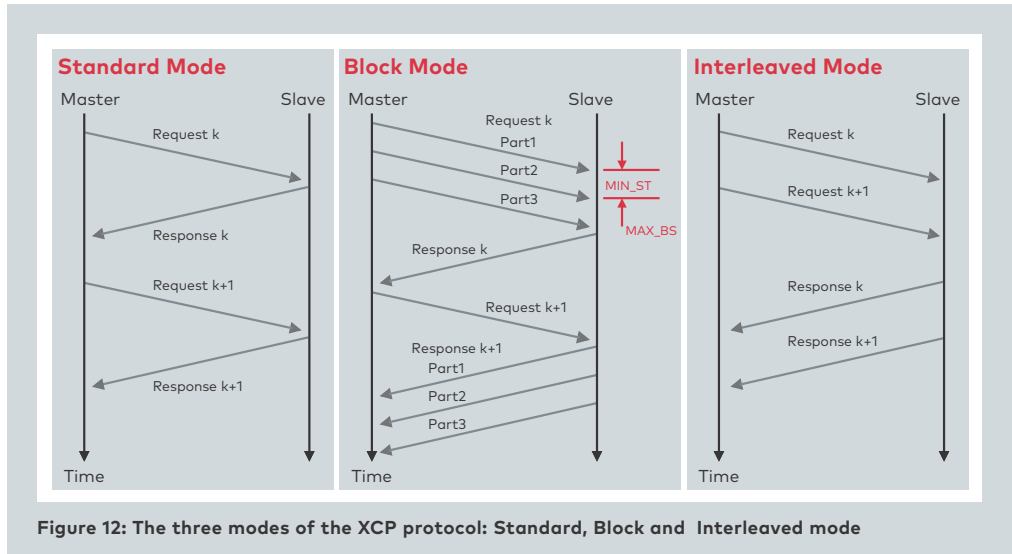 Standard Mode
Master
Slave
Request k
Response k
Request k+1
Response k+1
Time
Block Mode
Master
Slave
Request k
Part1
Part2
Part3
MIN_ST
MAX_BS
Response k
Request k+1
Response k+1
Part1
Part2
Part3
Time
Interleaved Mode
Master
Slave
Request k
Request k+1
Response k
Response k+1
Time
Figure 12: The three modes of the XCP protocol: Standard, Block and Interleaved mode